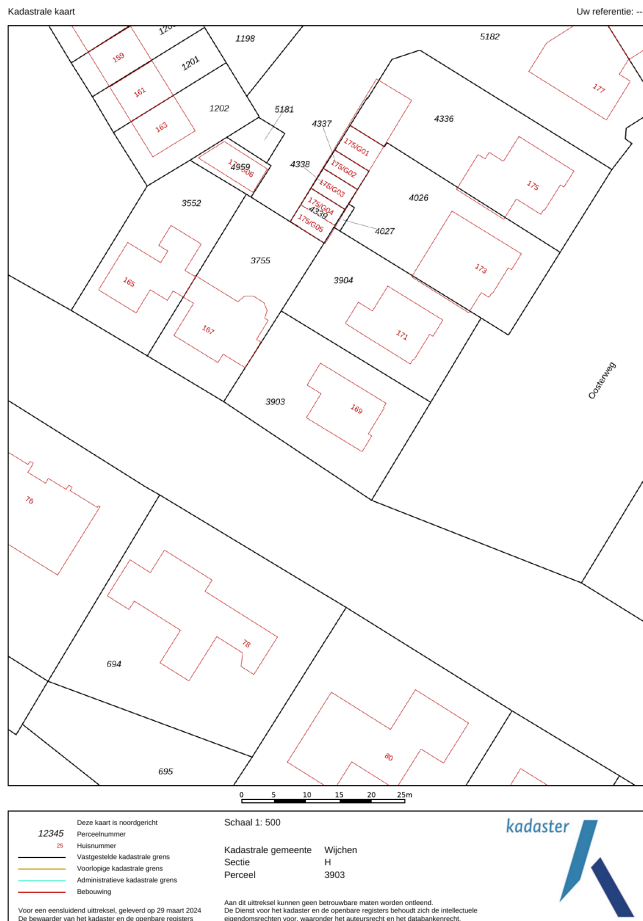 Kadastrale kaart
Uw referentie: --
1198
5182
1201
159
161
163
1202
5181
177
4337
4336
175/G01
175/G02
175/G03
175/G04
175/G05
4338
4959
4339
4026
175
4027
3552
3755
3904
173
165
167
171
Oosterweg
3903
169
76
78
694
80
695
0 5 10 15 20 25m
Deze kaart is noordgericht
12345 Perceelnummer
25 Huisnummer
Vastgestelde kadastrale grens
Voorlopige kadastrale grens
Administratieve kadastrale grens
Bebouwing
Voor een eensluidend uittreksel, geleverd op 29 maart 2024
De bewaarder van het kadaster en de openbare registers
Schaal 1: 500
Kadastrale gemeente Wijchen
Sectie H
Perceel 3903
Aan dit uittreksel kunnen geen betrouwbare maten worden ontleend.
De Dienst voor het kadaster en de openbare registers behoudt zich de intellectuele
eigendomsrechten voor, waaronder het auteursrecht en het databankenrecht.
kadaster